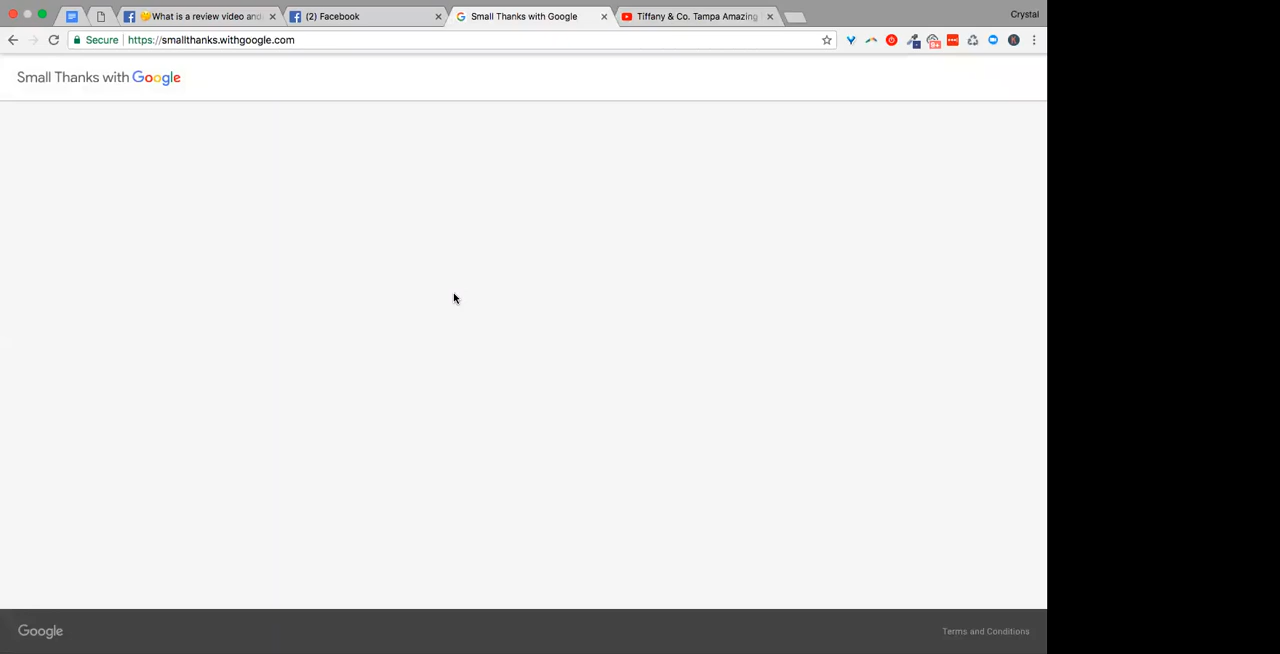 What is a review video and
(2) Facebook
Small Thanks with Google
Tiffany & Co. Tampa Amazing
Crystal
Secure
https://smallthanks.withgoogle.com
Small Thanks with Google
Google
Terms and Conditions